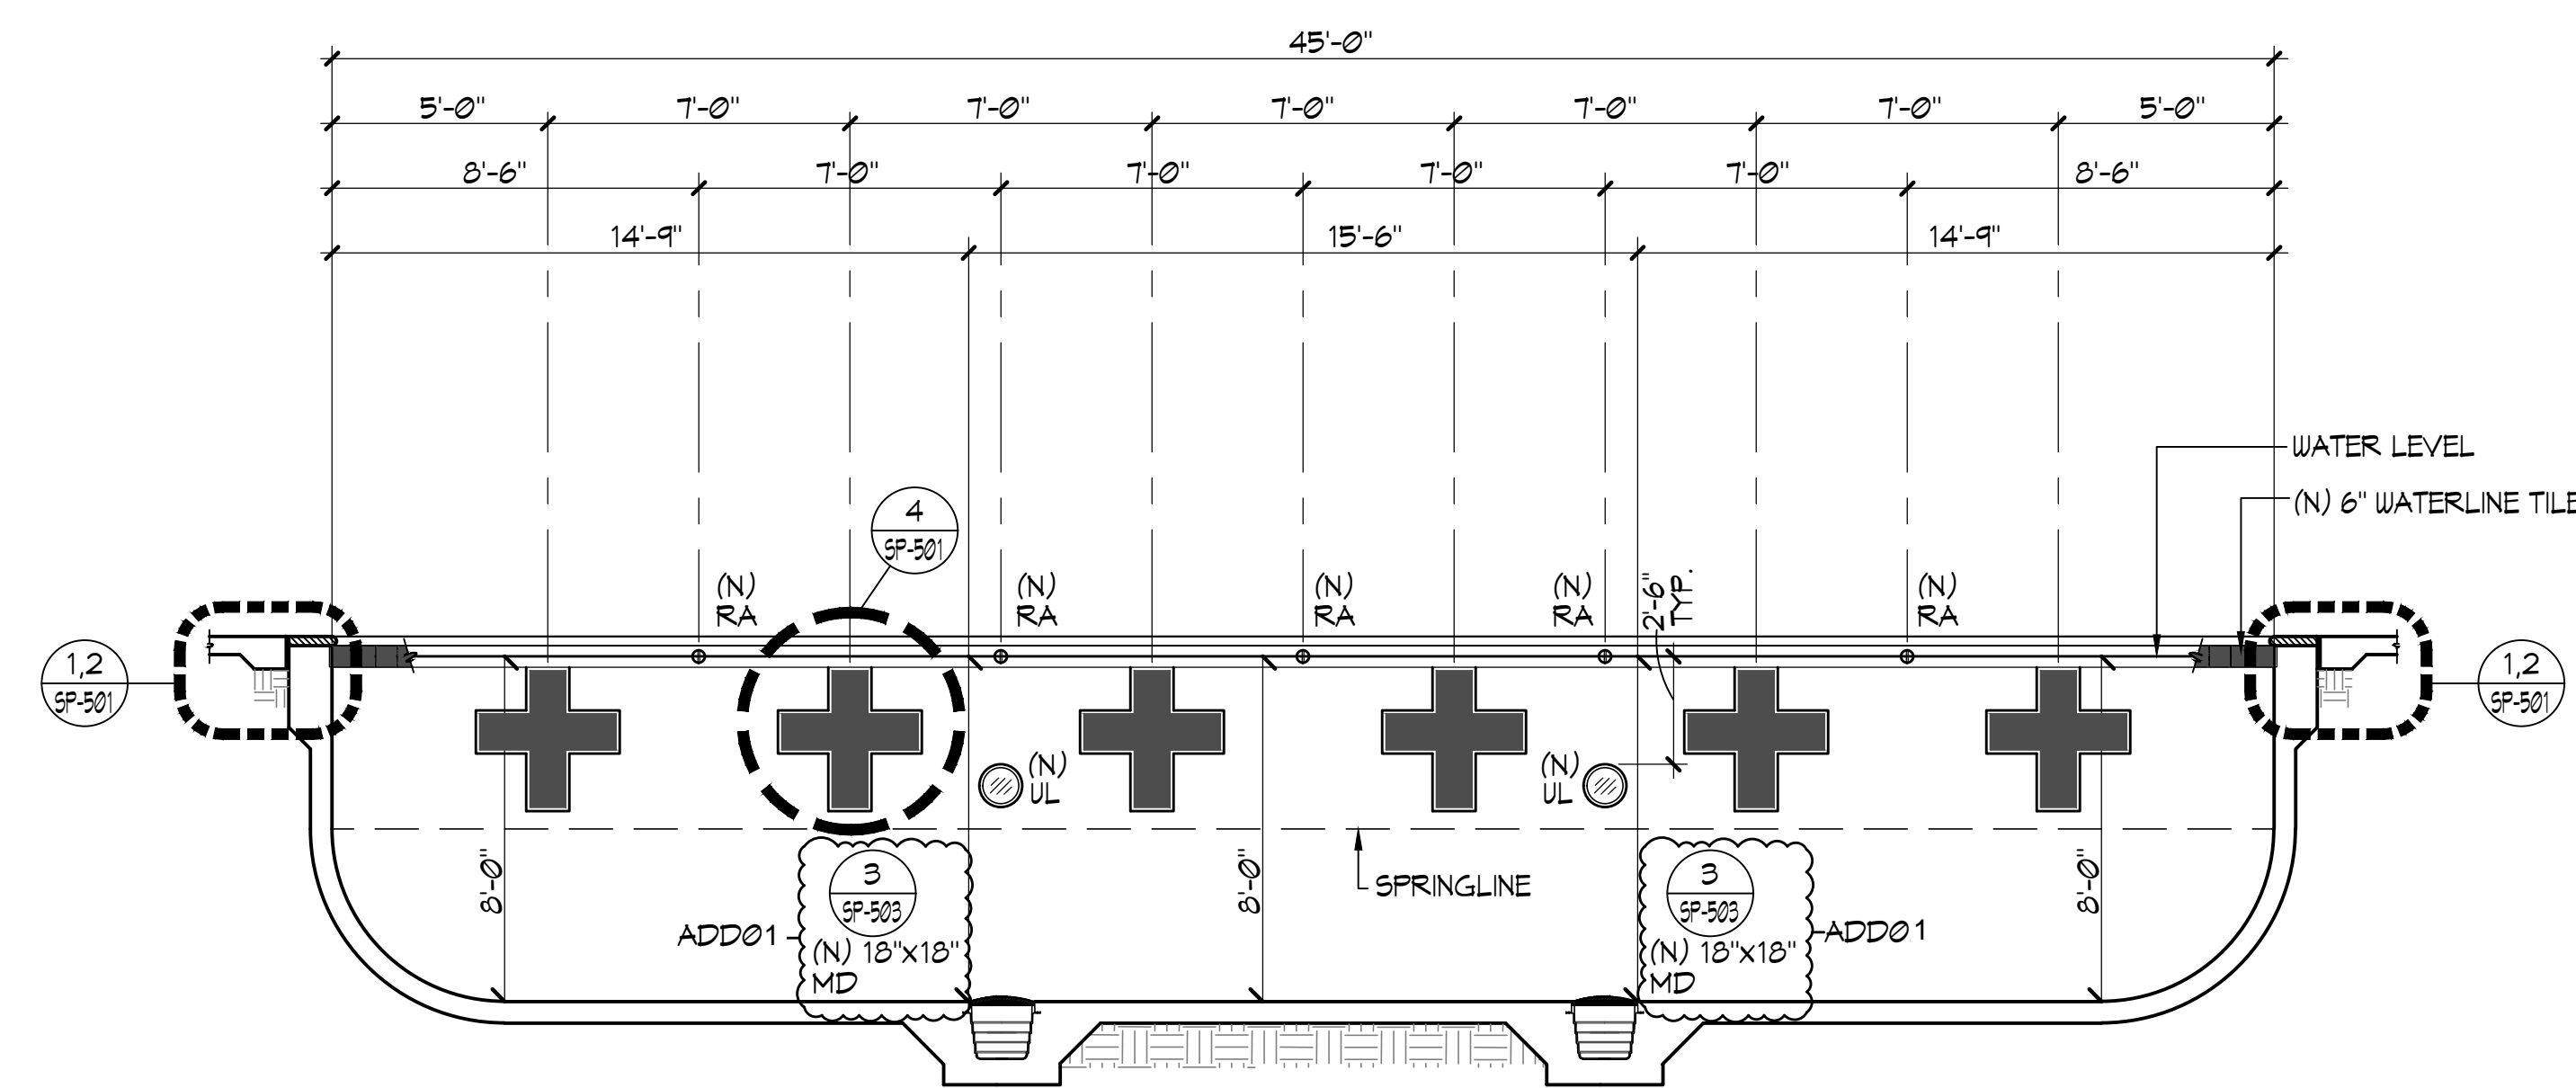 45'-0"
5'-0" 7'-0" 7'-0" 7'-0" 7'-0" 7'-0" 5'-0"
8'-6" 7'-0" 7'-0" 7'-0" 7'-0" 8'-6"
14'-9" 15'-6" 14'-9"
WATER LEVEL
(N) 6" WATERLINE TILE
4
SP-501
(N)
RA
(N)
RA
(N)
RA
(N)
RA
(N)
RA
2'-6"
TYP.
1,2
SP-501
1,2
SP-501
(N)
UL
(N)
UL
8'-0"
8'-0"
8'-0"
SPRINGLINE
3
SP-503
(N) 18"x18"
MD
ADD01
3
SP-503
(N) 18"x18"
MD
ADD01